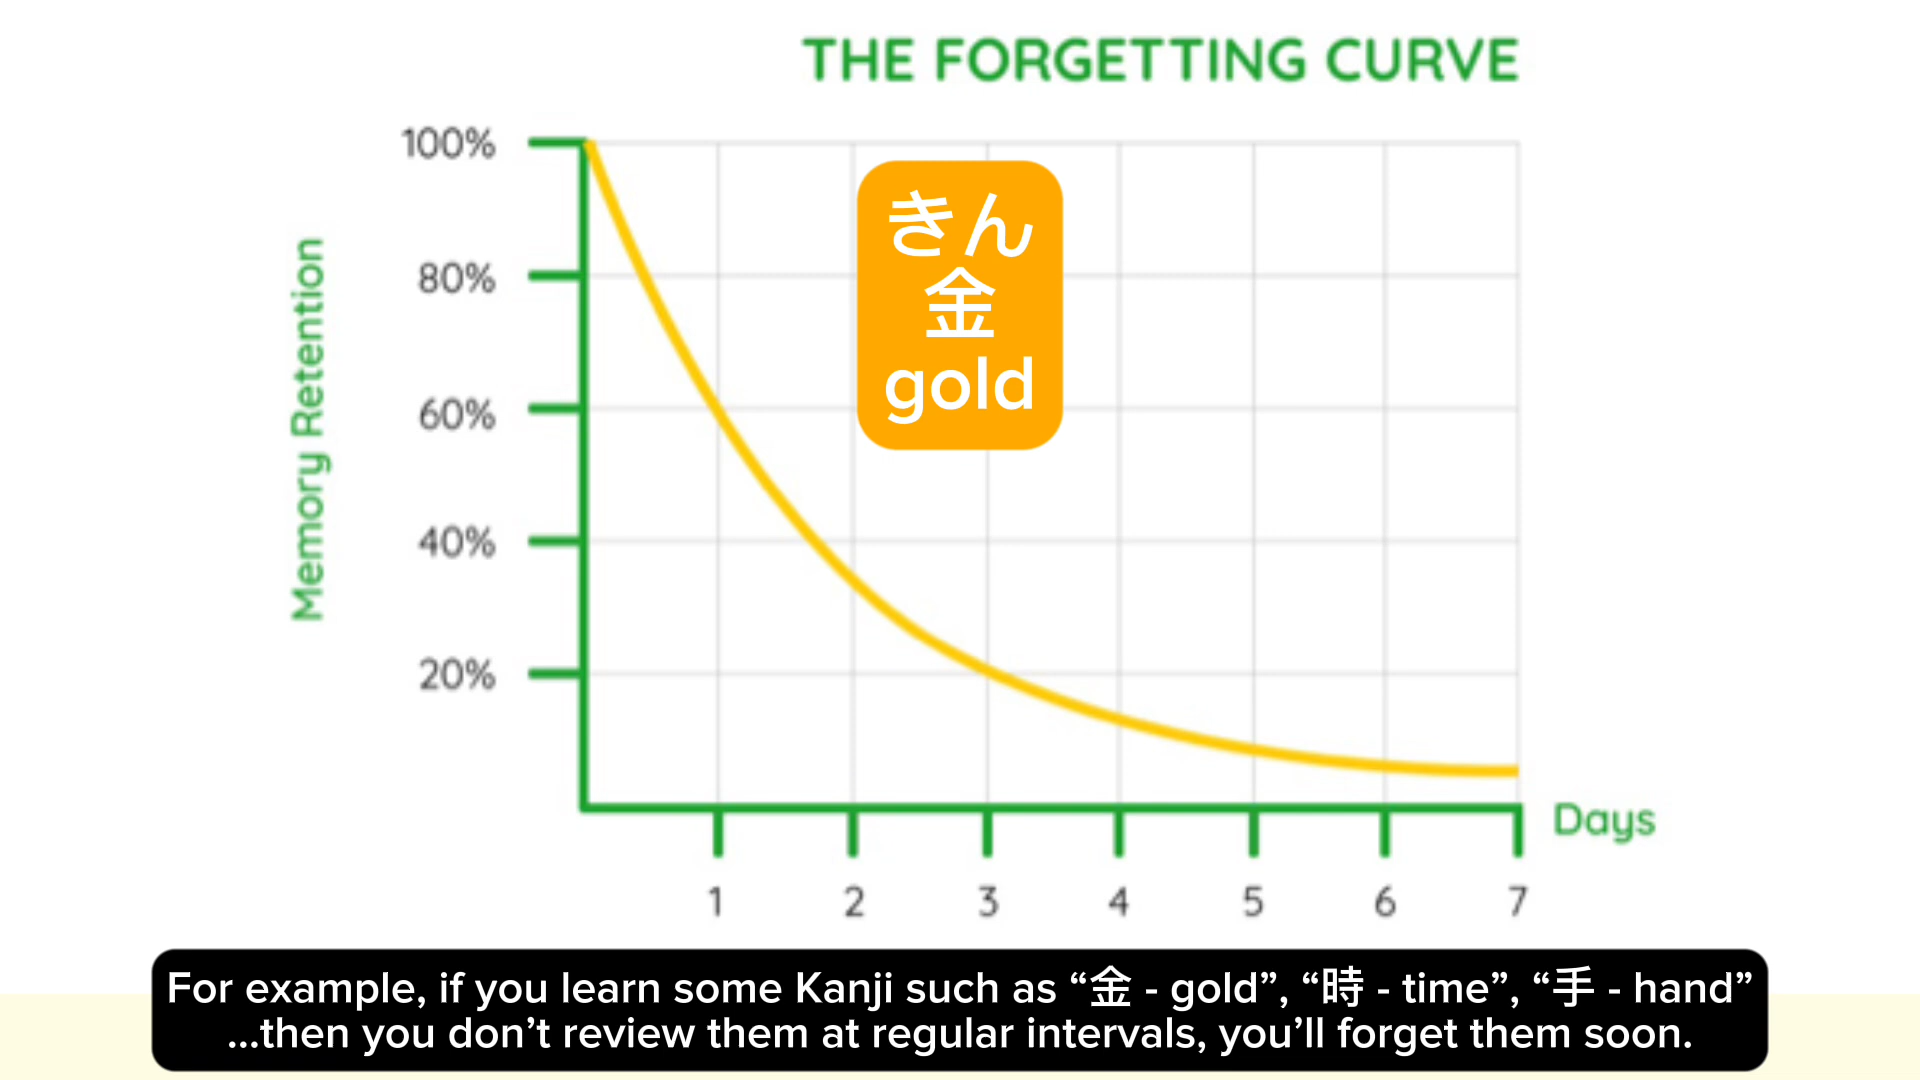 THE FORGETTING CURVE
100%
80%
60%
40%
20%
Memory Retention
きん
金
gold
Days
1 2 3 4 5 6 7
For example, if you learn some Kanji such as “金 - gold”, “時 - time”, “手 - hand”
...then you don’t review them at regular intervals, you’ll forget them soon.